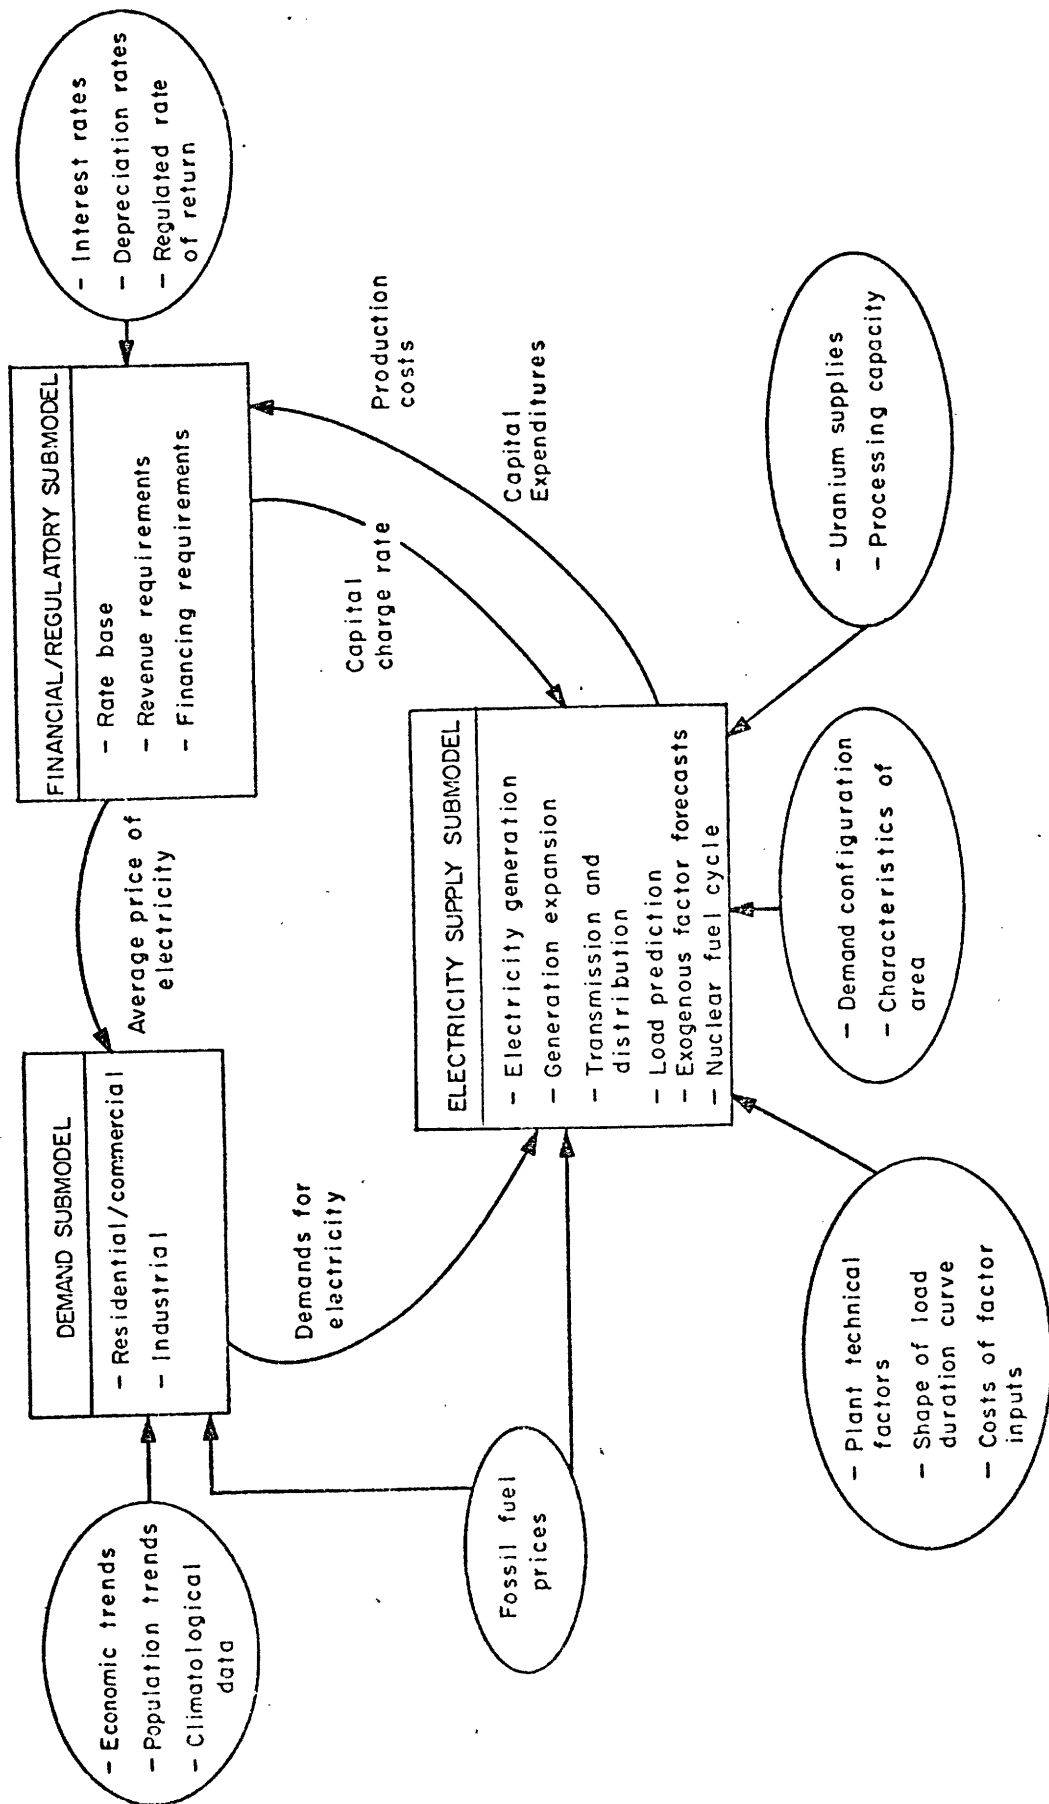 - Economic trends
- Population trends
- Climatological
data
DEMAND SUBMODEL
- Residential/commercial
- Industrial
Average price of
electricity
FINANCIAL/REGULATORY SUBMODEL
- Rate base
- Revenue requirements
- Financing requirements
- Interest rates
- Depreciation rates
- Regulated rate
of return
Fossil fuel
prices
Demands for
electricity
Capital
charge rate
Production
costs
Capital
Expenditures
ELECTRICITY SUPPLY SUBMODEL
- Electricity generation
- Generation expansion
- Transmission and
distribution
- Load prediction
- Exogenous factor forecasts
- Nuclear fuel cycle
- Plant technical
factors
- Shape of load
duration curve
- Costs of factor
inputs
- Demand configuration
- Characteristics of
area
- Uranium supplies
- Processing capacity